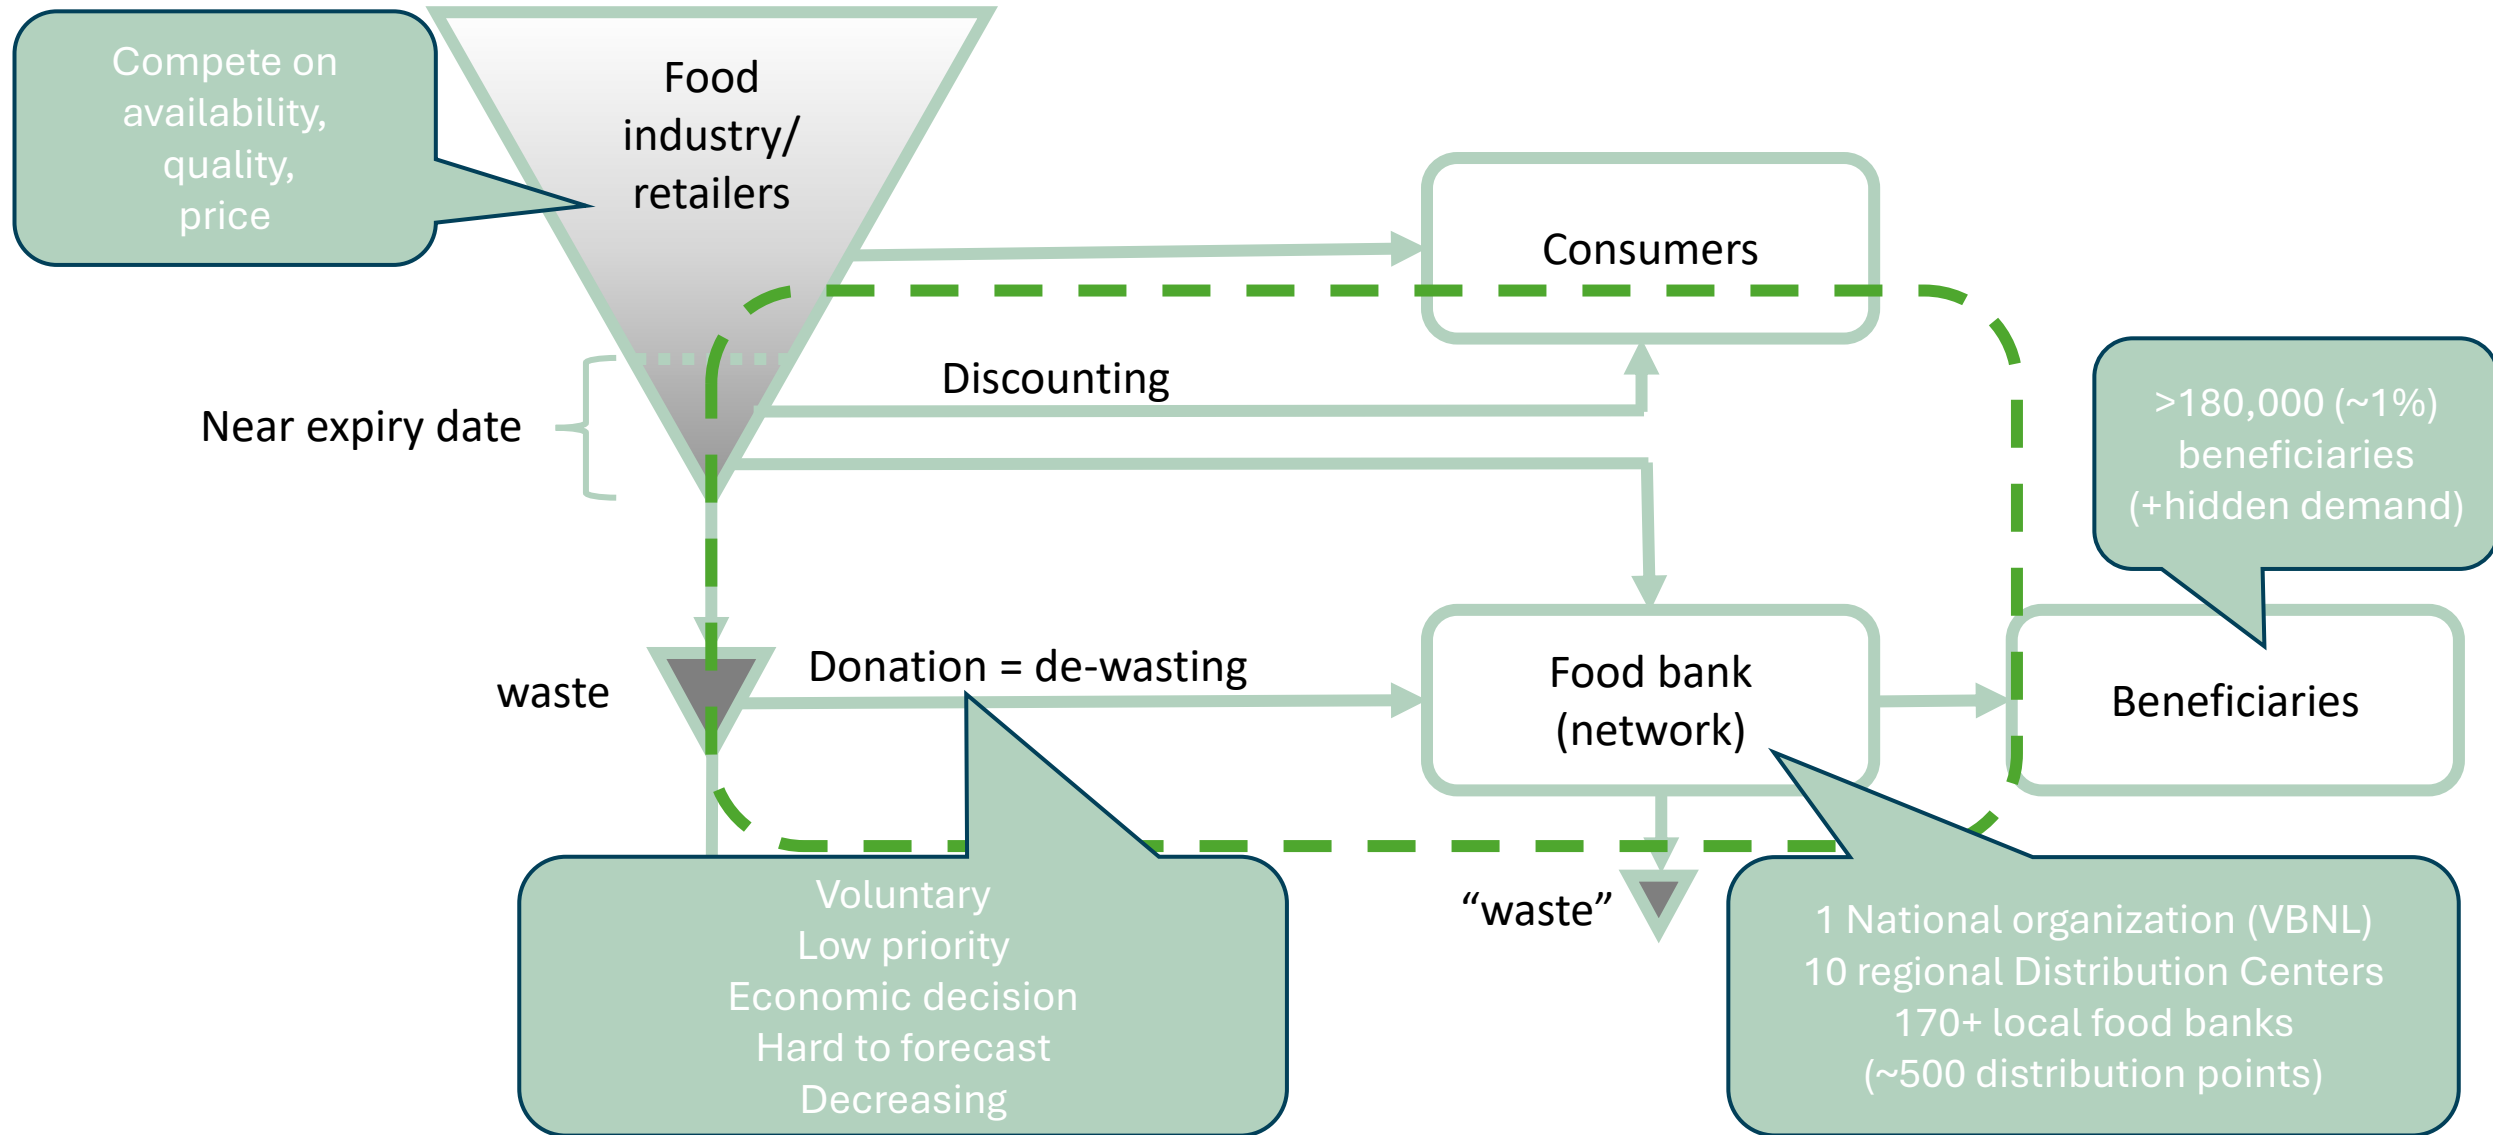 Compete on
availability,
quality,
price
Food
industry/
retailers
Consumers
Discounting
Near expiry date
>180,000 (~1%)
beneficiaries
(+hidden demand)
waste
Donation = de-wasting
Food bank
(network)
Beneficiaries
Voluntary
Low priority
Economic decision
Hard to forecast
Decreasing
“waste”
1 National organization (VBNL)
10 regional Distribution Centers
170+ local food banks
(~500 distribution points)